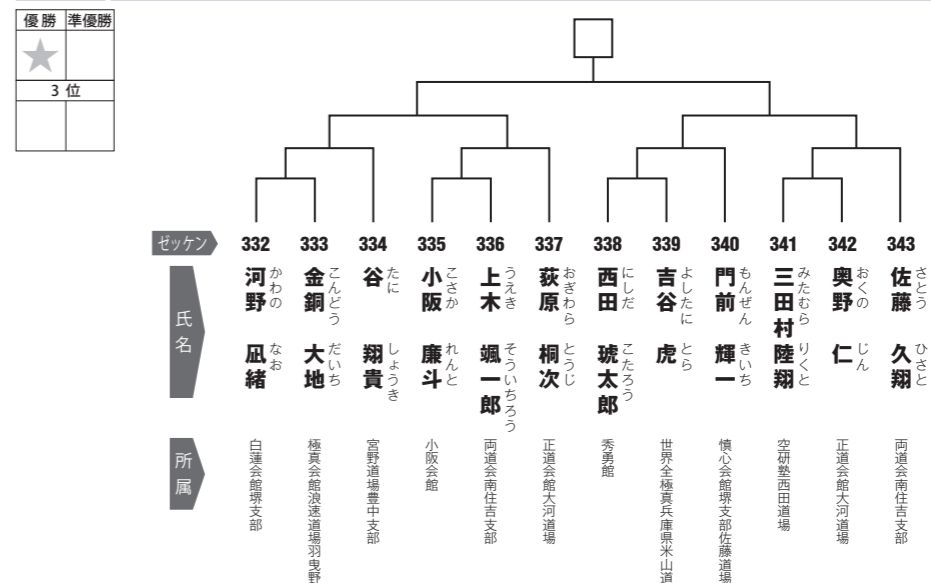 優勝 準優勝
★
3 位
ゼッケン 332 333 334 335 336 337 338 339 340 341 342 343
氏名
河野 凪緒 かわの なお
金銅 大地 こんどう だいち
谷 翔貴 たに しょうき
小阪 廉斗 こさか れんと
上木 颯一郎 うえき そういちろう
荻原 桐次 おぎわら とうじ
西田 琥太郎 にしだ こたろう
吉谷 虎 よしたに とら
門前 輝一 もんぜん きいち
三田村 陸翔 みたむら りくと
奥野 仁 おくの じん
佐藤 久翔 さとう ひさと
所属
白蓮会館堺支部
極真会館浪速道場羽曳野
宮野道場豊中支部
小阪会館
両道会南住吉支部
正道会館大河道場
秀勇館
世界全極真兵庫県米山道
慎心会館堺支部佐藤道場
空研塾西田道場
正道会館大河道場
両道会南住吉支部